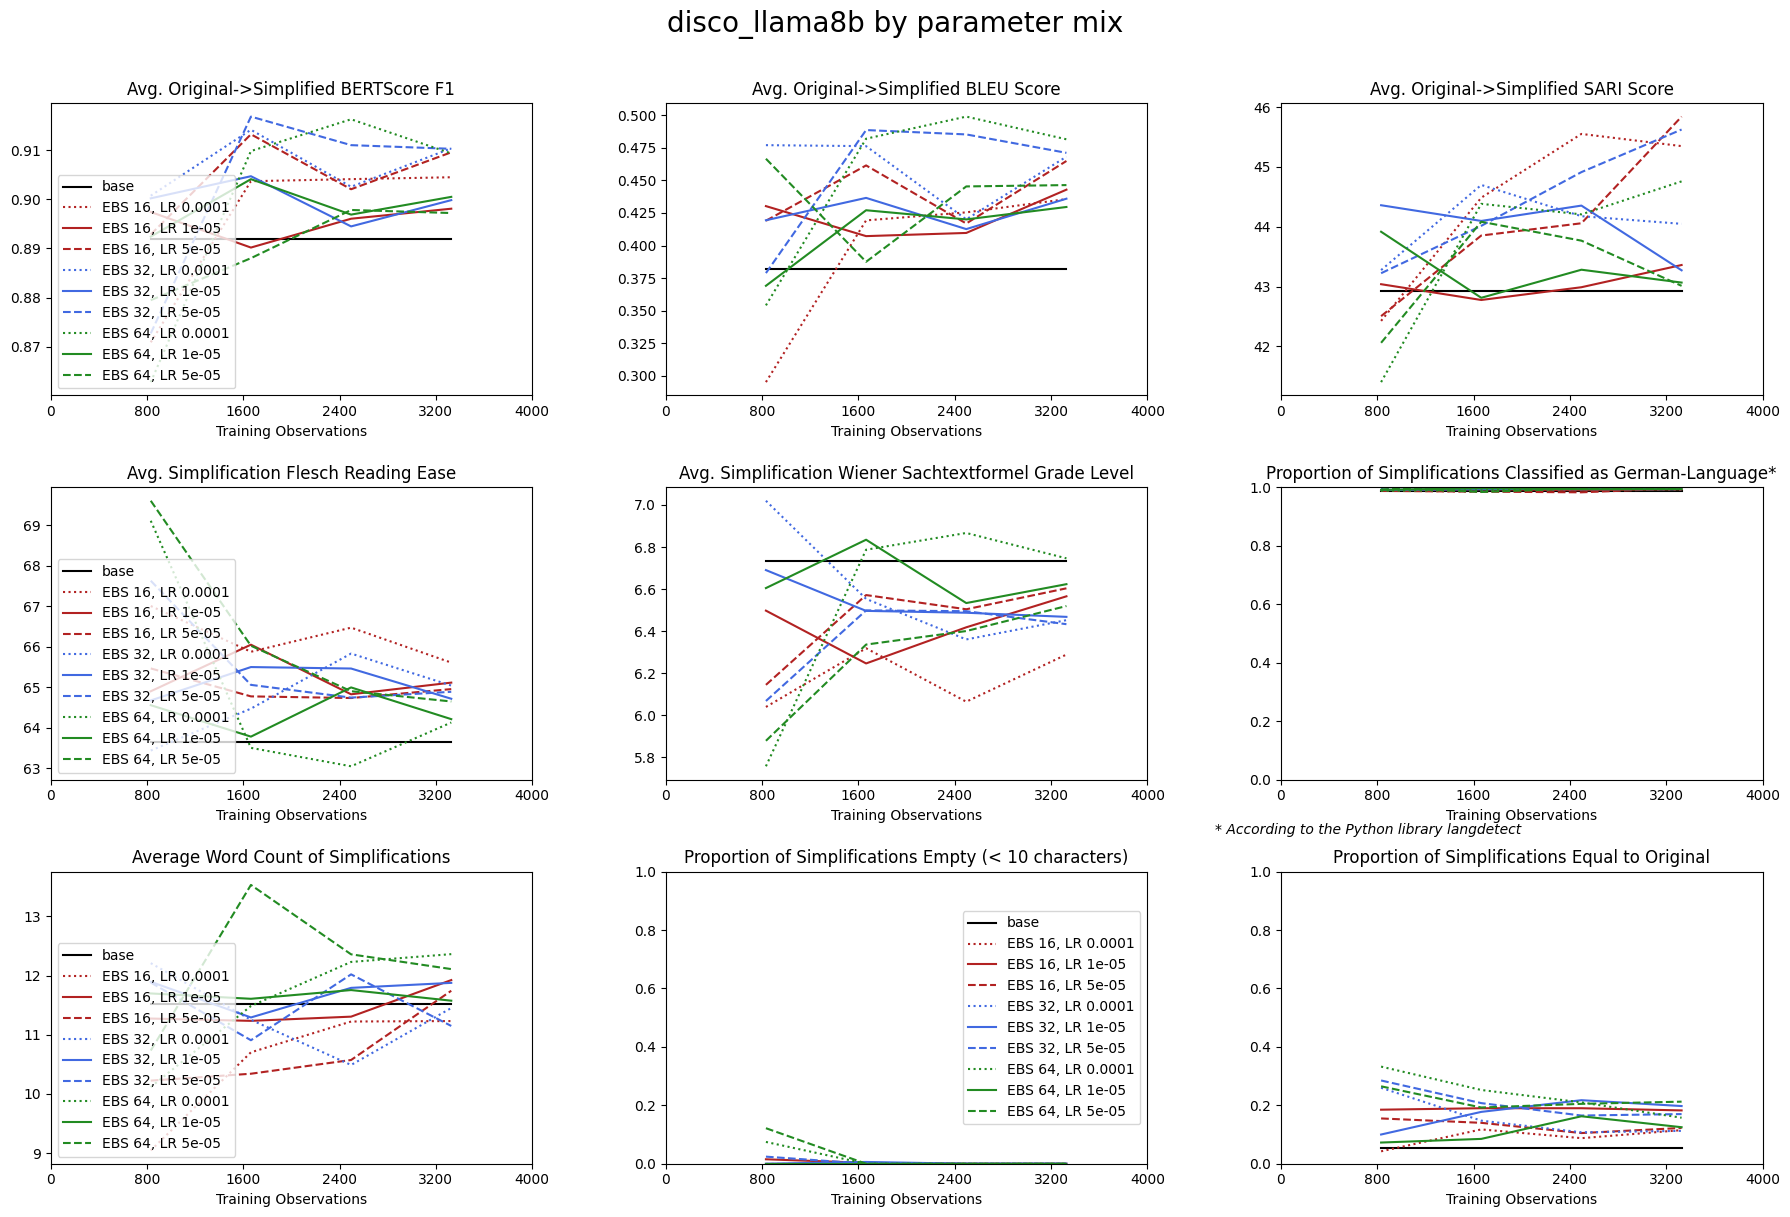 disco_llama8b by parameter mix
Avg. Original->Simplified BERTScore F1
0.91
0.90
0.89
0.88
0.87
base
EBS 16, LR 0.0001
EBS 16, LR 1e-05
EBS 16, LR 5e-05
EBS 32, LR 0.0001
EBS 32, LR 1e-05
EBS 32, LR 5e-05
EBS 64, LR 0.0001
EBS 64, LR 1e-05
EBS 64, LR 5e-05
0 800 1600 2400 3200 4000
Training Observations
Avg. Original->Simplified BLEU Score
0.500
0.475
0.450
0.425
0.400
0.375
0.350
0.325
0.300
0 800 1600 2400 3200 4000
Training Observations
Avg. Original->Simplified SARI Score
46
45
44
43
42
0 800 1600 2400 3200 4000
Training Observations
Avg. Simplification Flesch Reading Ease
69
68
67
66
65
64
63
base
EBS 16, LR 0.0001
EBS 16, LR 1e-05
EBS 16, LR 5e-05
EBS 32, LR 0.0001
EBS 32, LR 1e-05
EBS 32, LR 5e-05
EBS 64, LR 0.0001
EBS 64, LR 1e-05
EBS 64, LR 5e-05
0 800 1600 2400 3200 4000
Training Observations
Avg. Simplification Wiener Sachtextformel Grade Level
7.0
6.8
6.6
6.4
6.2
6.0
5.8
0 800 1600 2400 3200 4000
Training Observations
Proportion of Simplifications Classified as German-Language*
1.0
0.8
0.6
0.4
0.2
0.0
0 800 1600 2400 3200 4000
Training Observations
* According to the Python library langdetect
Average Word Count of Simplifications
13
12
11
10
9
base
EBS 16, LR 0.0001
EBS 16, LR 1e-05
EBS 16, LR 5e-05
EBS 32, LR 0.0001
EBS 32, LR 1e-05
EBS 32, LR 5e-05
EBS 64, LR 0.0001
EBS 64, LR 1e-05
EBS 64, LR 5e-05
0 800 1600 2400 3200 4000
Training Observations
Proportion of Simplifications Empty (< 10 characters)
1.0
0.8
0.6
0.4
0.2
0.0
base
EBS 16, LR 0.0001
EBS 16, LR 1e-05
EBS 16, LR 5e-05
EBS 32, LR 0.0001
EBS 32, LR 1e-05
EBS 32, LR 5e-05
EBS 64, LR 0.0001
EBS 64, LR 1e-05
EBS 64, LR 5e-05
0 800 1600 2400 3200 4000
Training Observations
Proportion of Simplifications Equal to Original
1.0
0.8
0.6
0.4
0.2
0.0
0 800 1600 2400 3200 4000
Training Observations